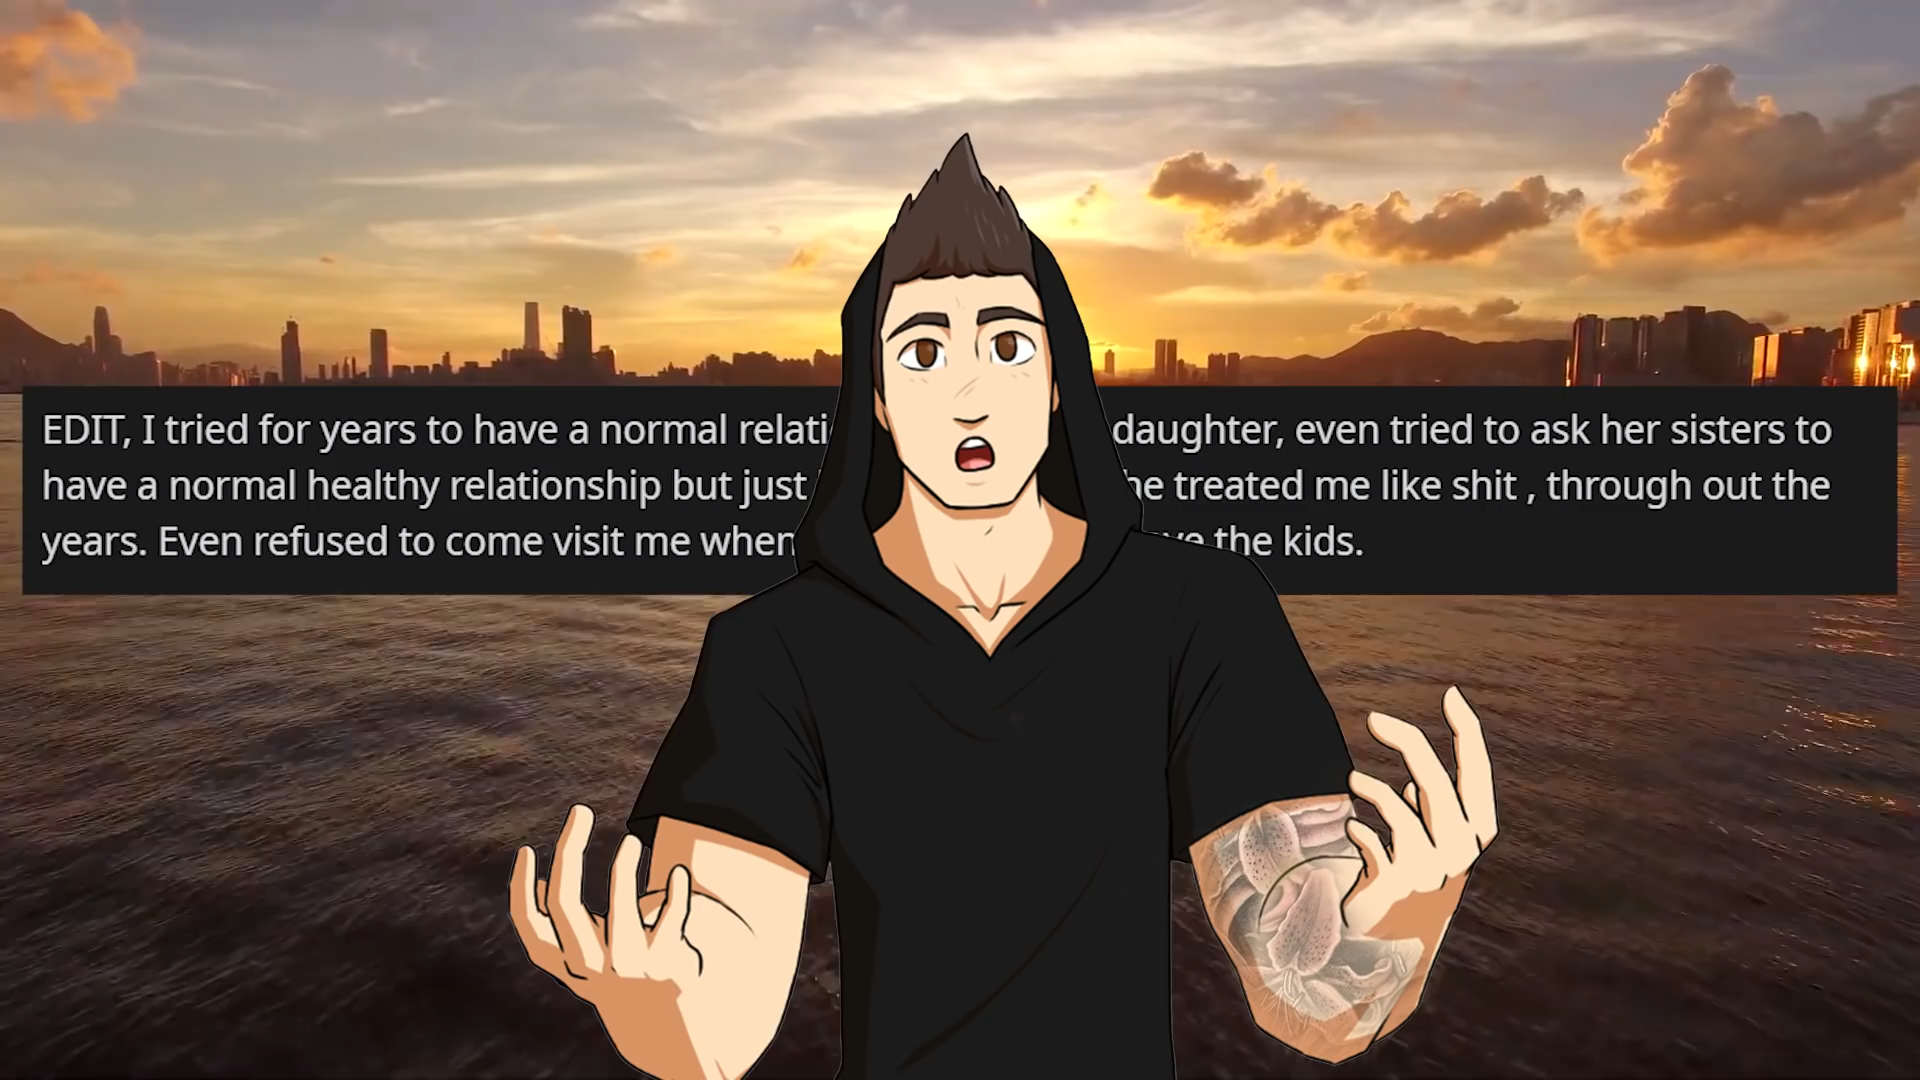 EDIT, I tried for years to have a normal daughter, even tried to ask her sisters to
have a normal healthy relationship but just treated me like shit , through out the
years. Even refused to come visit me when the kids.